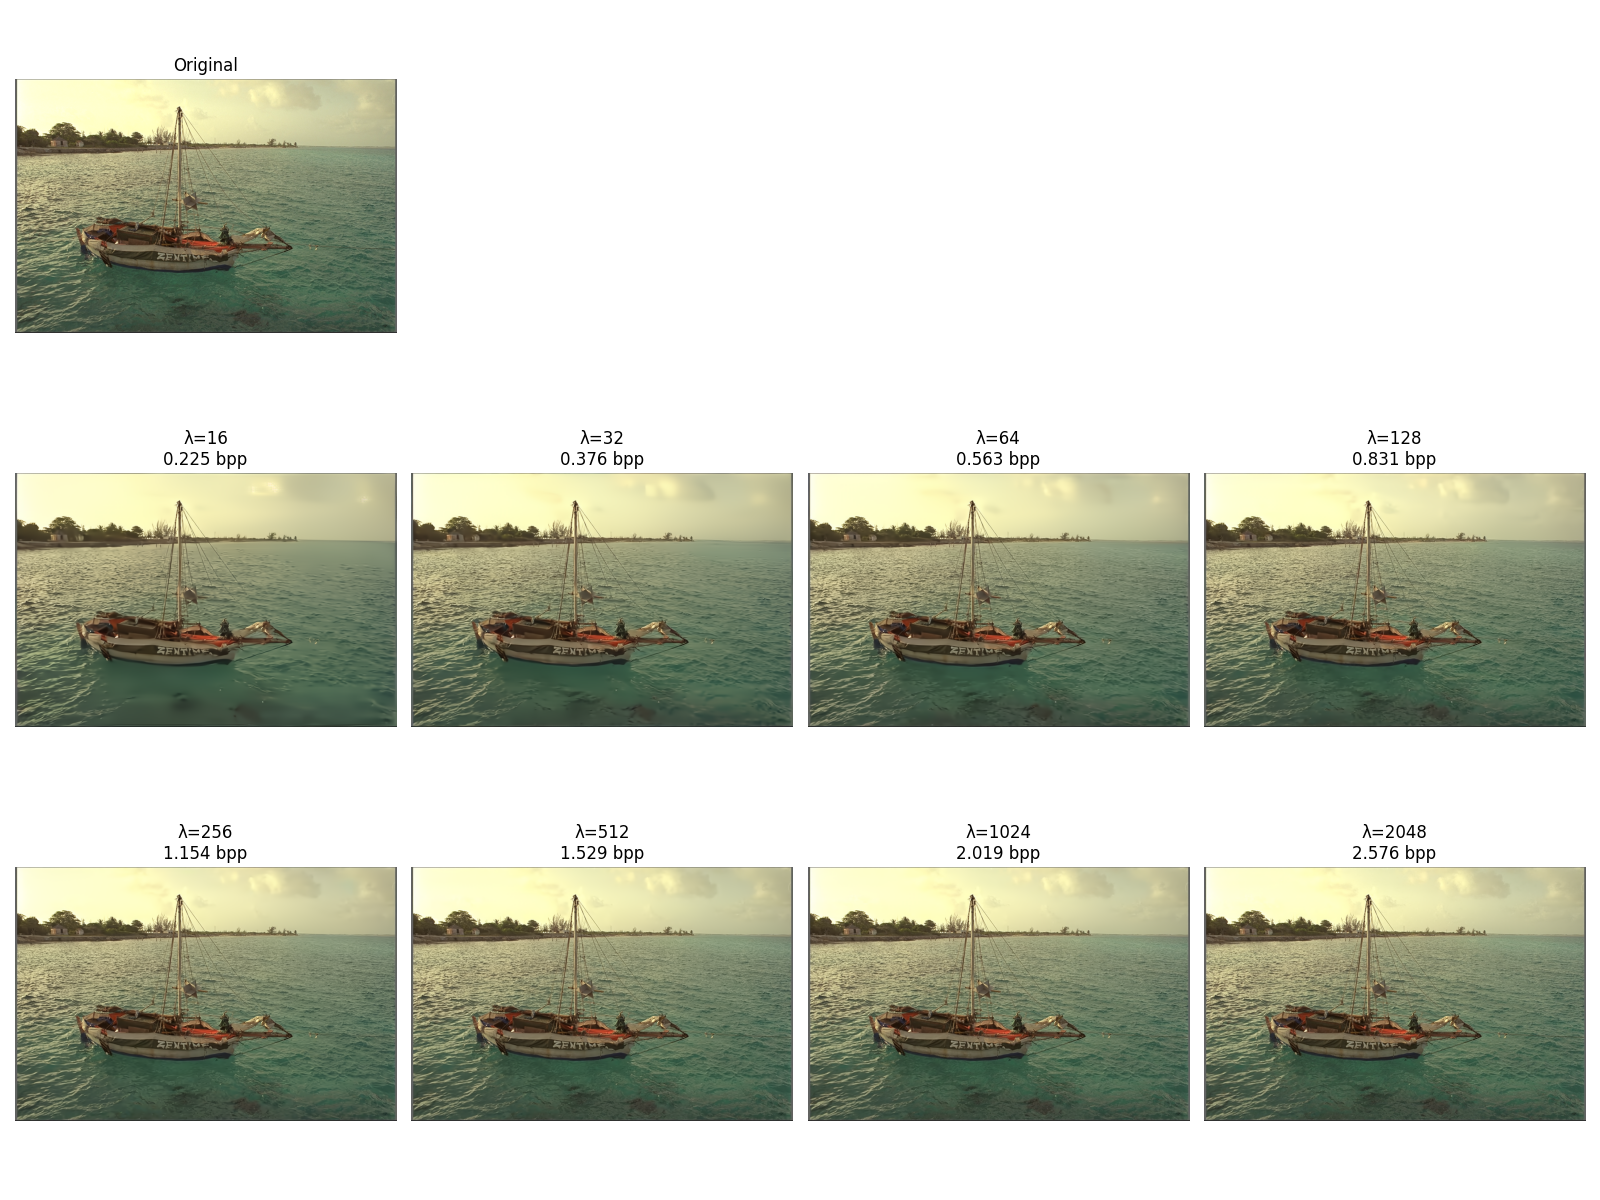 Original
λ=16
0.225 bpp
λ=32
0.376 bpp
λ=64
0.563 bpp
λ=128
0.831 bpp
λ=256
1.154 bpp
λ=512
1.529 bpp
λ=1024
2.019 bpp
λ=2048
2.576 bpp